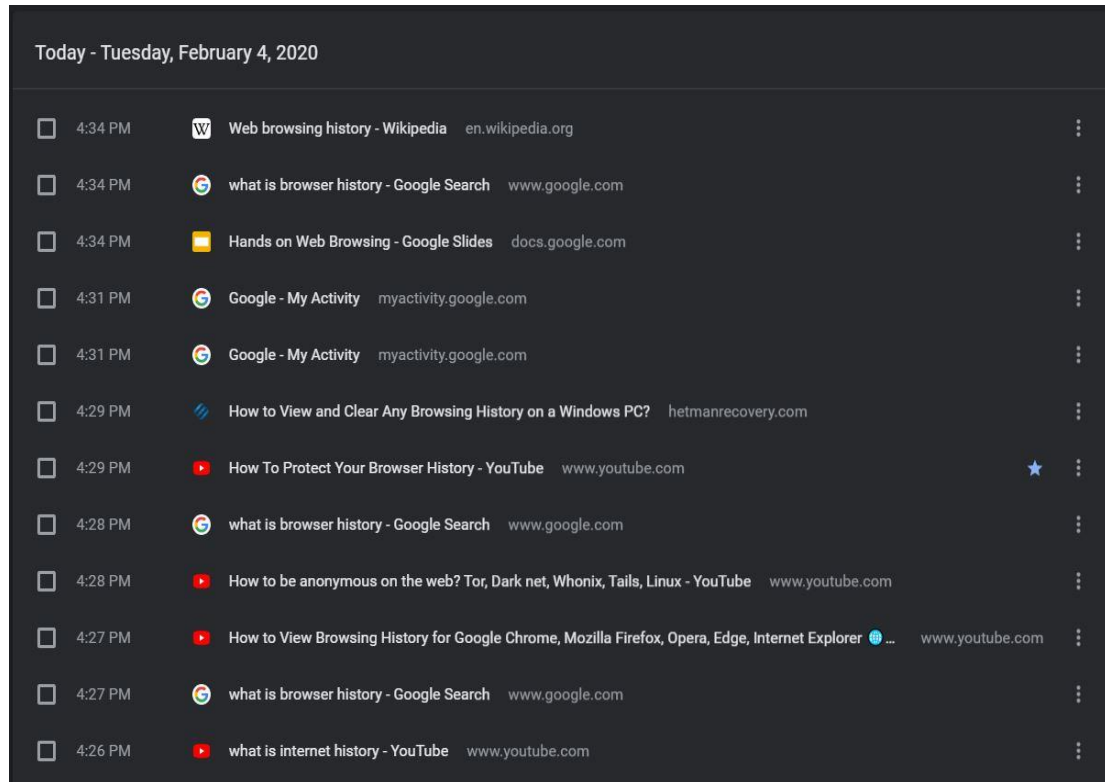 Today - Tuesday, February 4, 2020
4:34 PM W Web browsing history - Wikipedia en.wikipedia.org
4:34 PM G what is browser history - Google Search www.google.com
4:34 PM Hands on Web Browsing - Google Slides docs.google.com
4:31 PM G Google - My Activity myactivity.google.com
4:31 PM G Google - My Activity myactivity.google.com
4:29 PM How to View and Clear Any Browsing History on a Windows PC? hetmanrecovery.com
4:29 PM How To Protect Your Browser History - YouTube www.youtube.com
4:28 PM G what is browser history - Google Search www.google.com
4:28 PM How to be anonymous on the web? Tor, Dark net, Whonix, Tails, Linux - YouTube www.youtube.com
4:27 PM How to View Browsing History for Google Chrome, Mozilla Firefox, Opera, Edge, Internet Explorer 🌐 ... www.youtube.com
4:27 PM G what is browser history - Google Search www.google.com
4:26 PM what is internet history - YouTube www.youtube.com